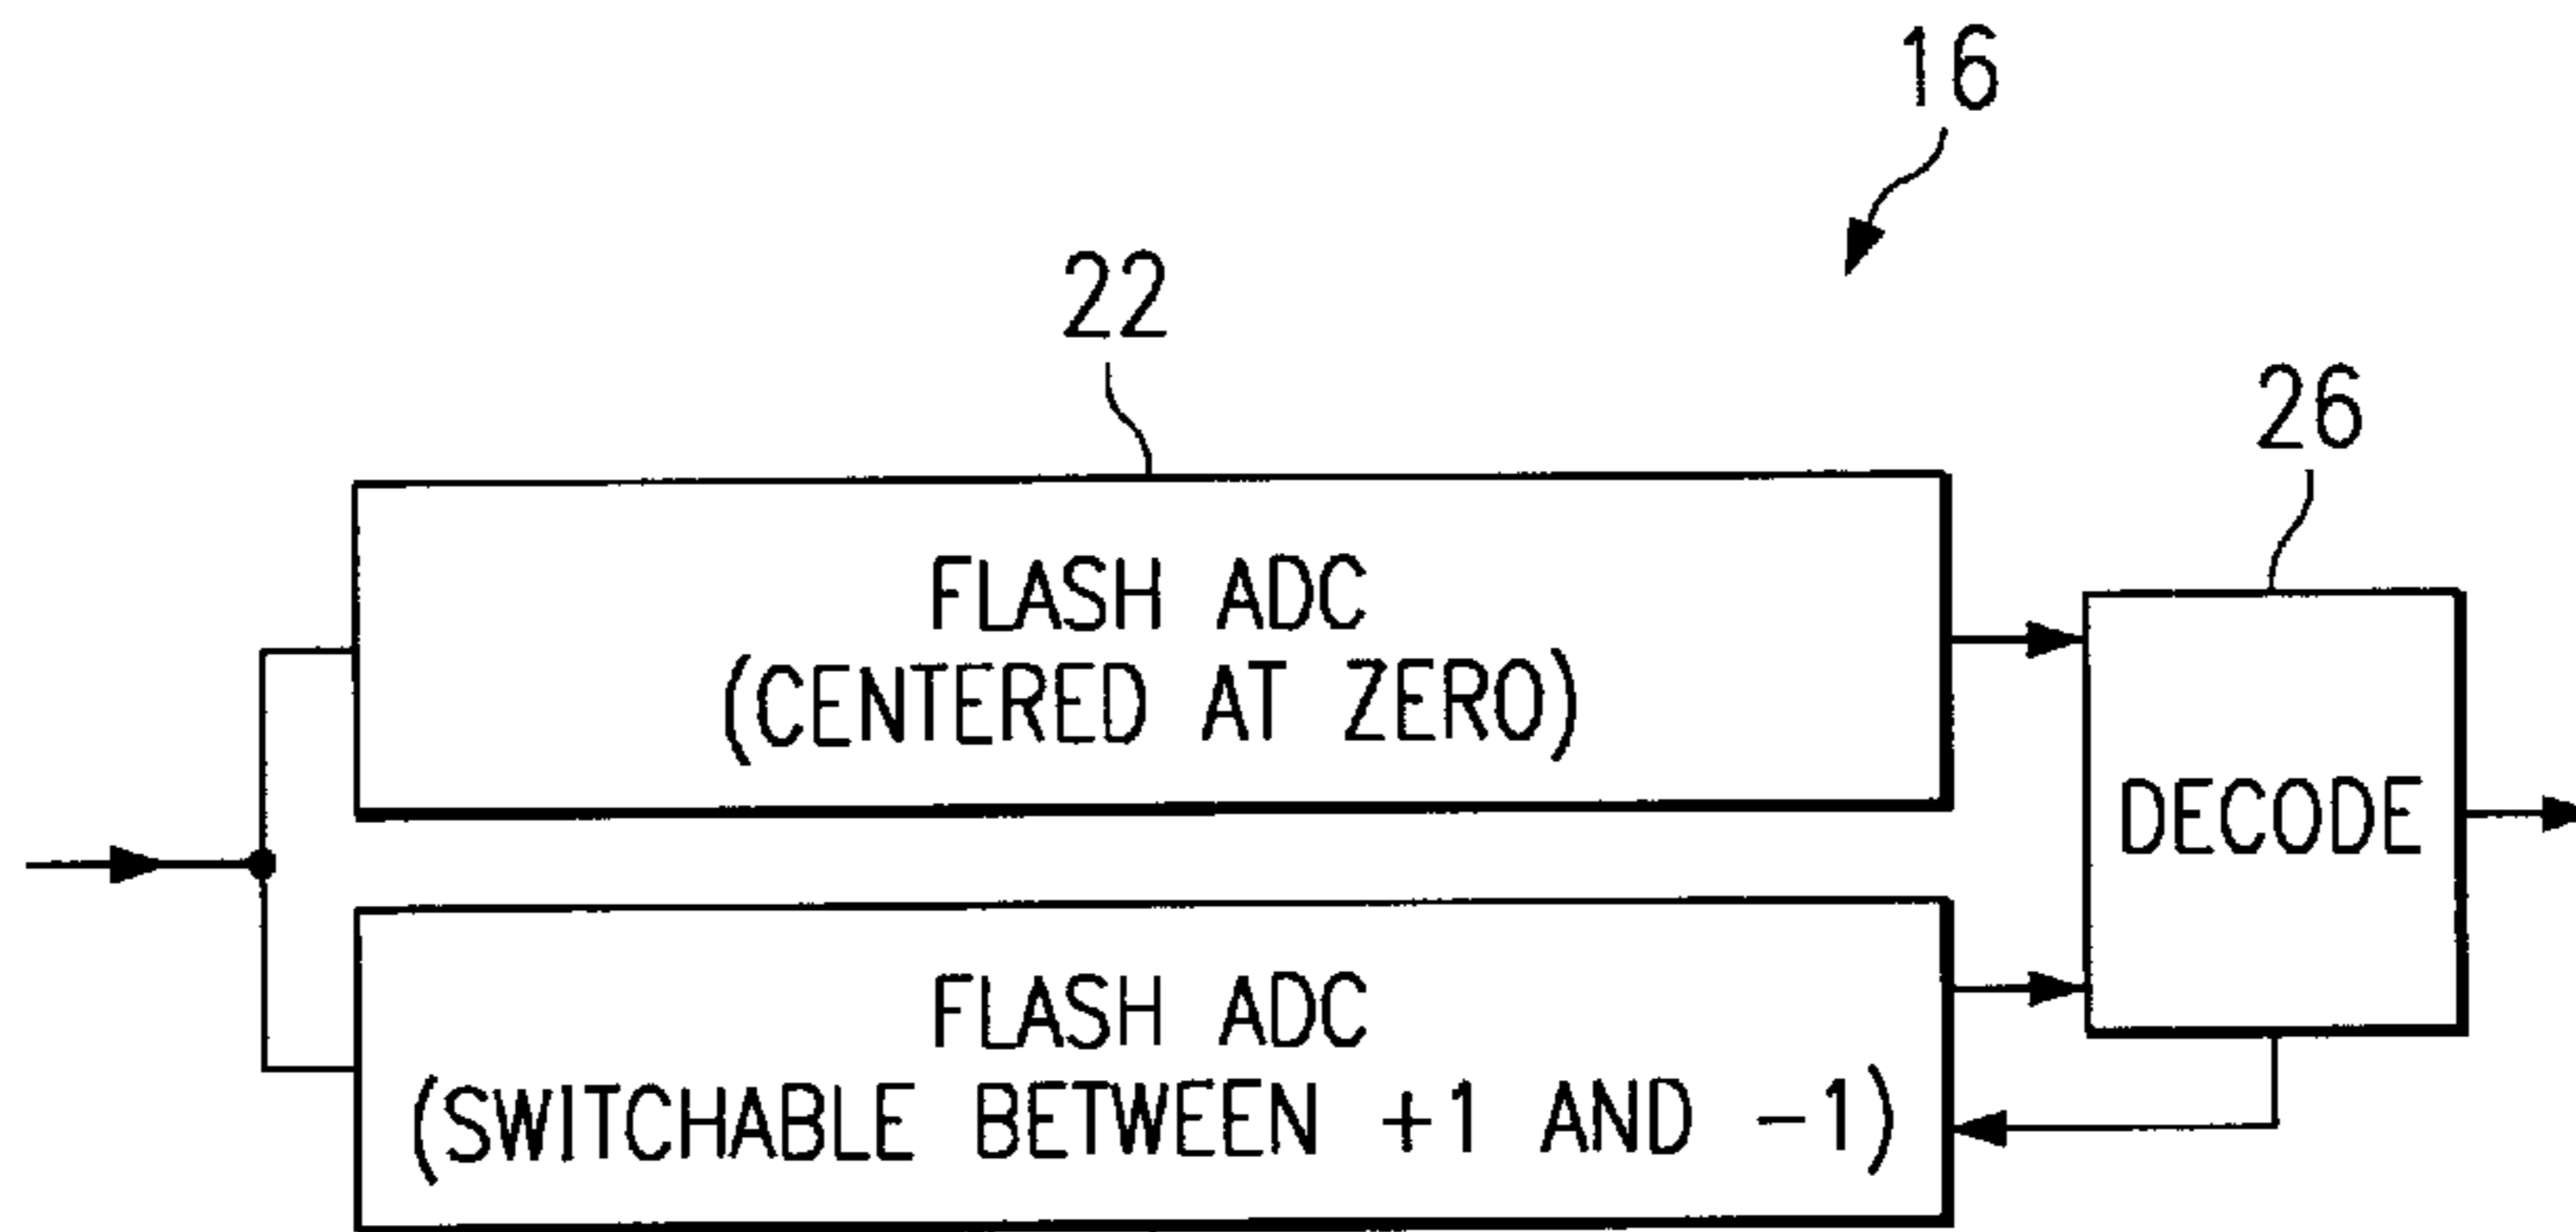 16
22
26
FLASH ADC
(CENTERED AT ZERO)
DECODE
FLASH ADC
(SWITCHABLE BETWEEN +1 AND -1)